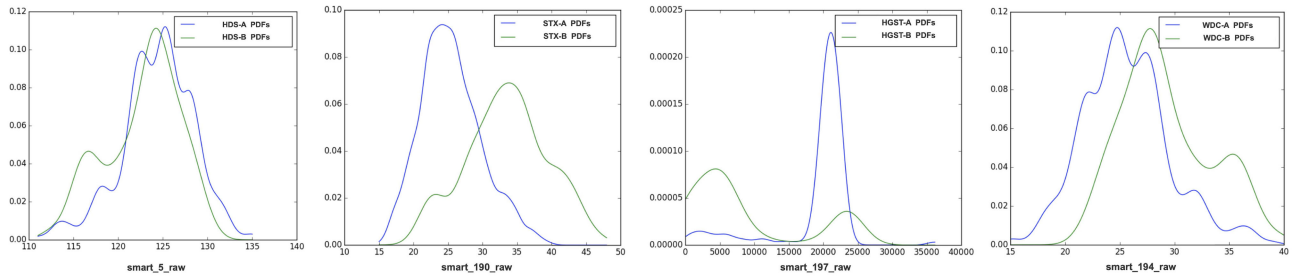 0.12
0.10
0.08
0.06
0.04
0.02
0.00
110 115 120 125 130 135 140
HDS-A PDFs
HDS-B PDFs
smart_5_raw
0.10
0.08
0.06
0.04
0.02
0.00
10 15 20 25 30 35 40 45 50
STX-A PDFs
STX-B PDFs
smart_190_raw
0.00025
0.00020
0.00015
0.00010
0.00005
0.00000
0 5000 10000 15000 20000 25000 30000 35000 40000
HGST-A PDFs
HGST-B PDFs
smart_197_raw
0.12
0.10
0.08
0.06
0.04
0.02
0.00
15 20 25 30 35 40
WDC-A PDFs
WDC-B PDFs
smart_194_raw